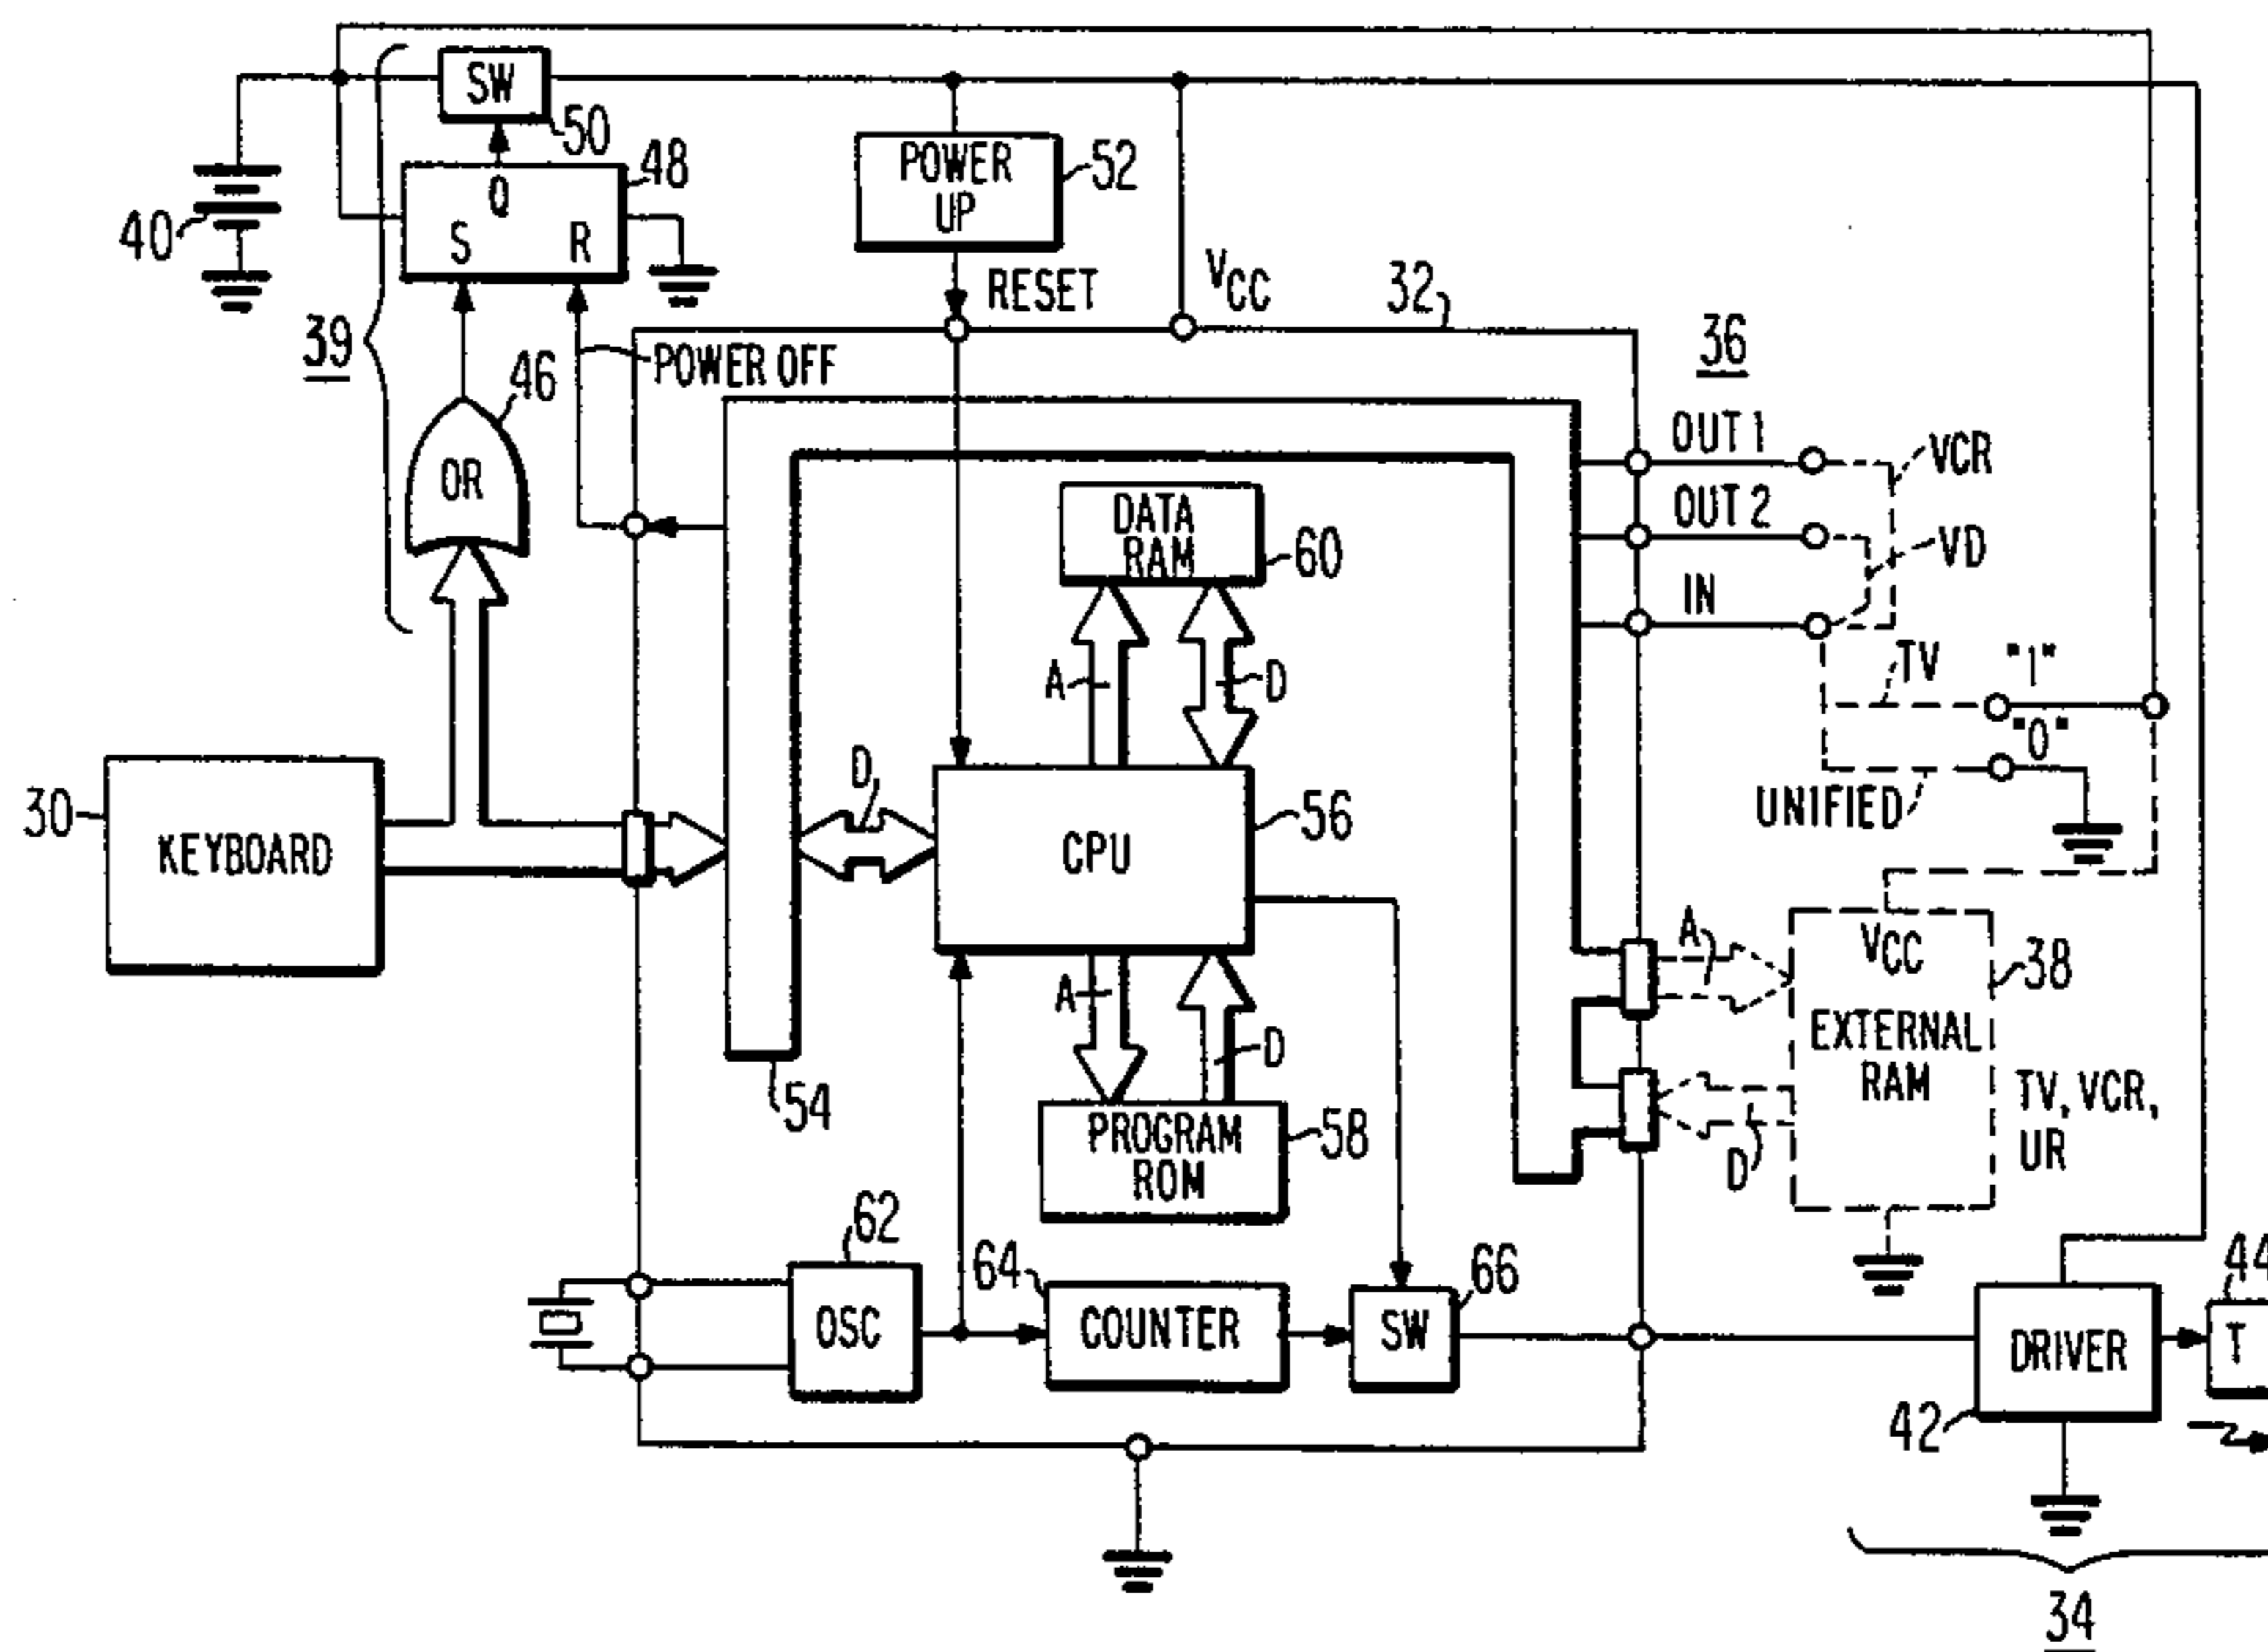 SW
50
48
Q
S
R
40
POWER
UP
52
RESET
VCC
32
36
39
POWER OFF
46
OR
OUT 1
VCR
OUT 2
VD
IN
DATA
RAM
60
TV
"1"
"0"
UNIFIED
A
D
30
KEYBOARD
D
CPU
56
A
D
A
VCC
38
EXTERNAL
RAM
TV, VCR,
UR
D
54
PROGRAM
ROM
58
62
OSC
64
COUNTER
66
SW
44
DRIVER
T
42
34